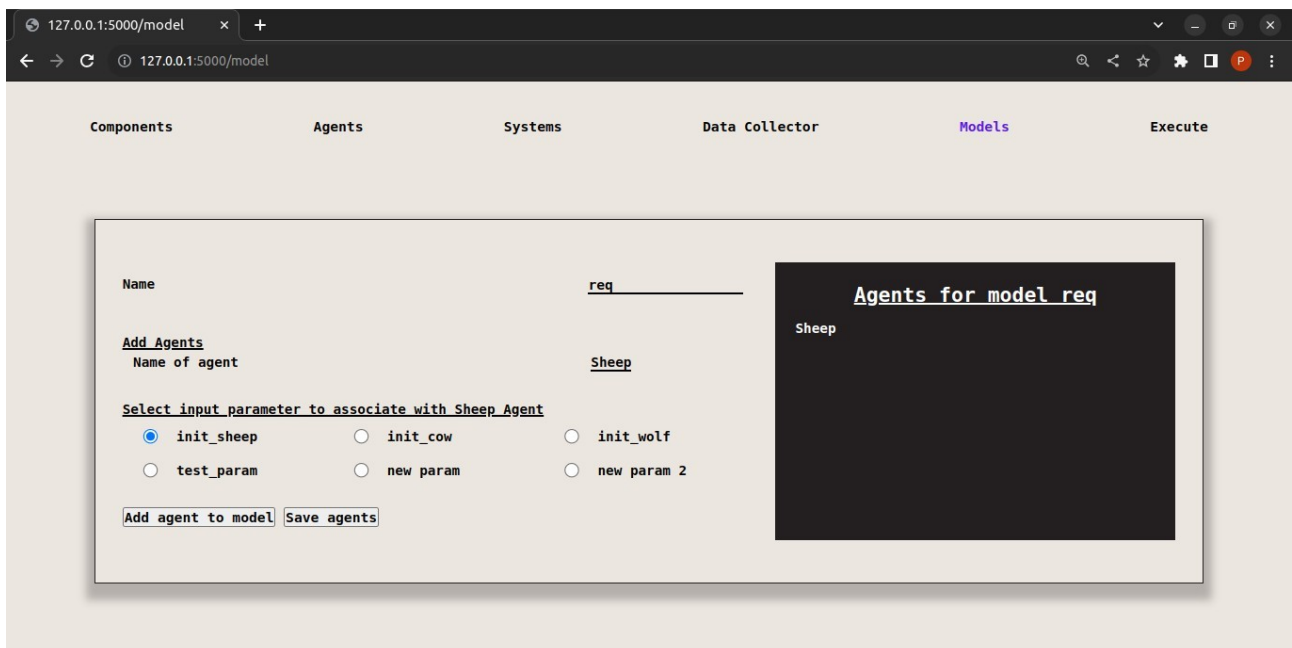 127.0.0.1:5000/model
127.0.0.1:5000/model
P
Components Agents Systems Data Collector Models Execute
Name req
Add Agents
Name of agent Sheep
Select input parameter to associate with Sheep Agent
init_sheep init_cow init_wolf
test_param new param new param 2
Add agent to model Save agents
Agents for model req
Sheep